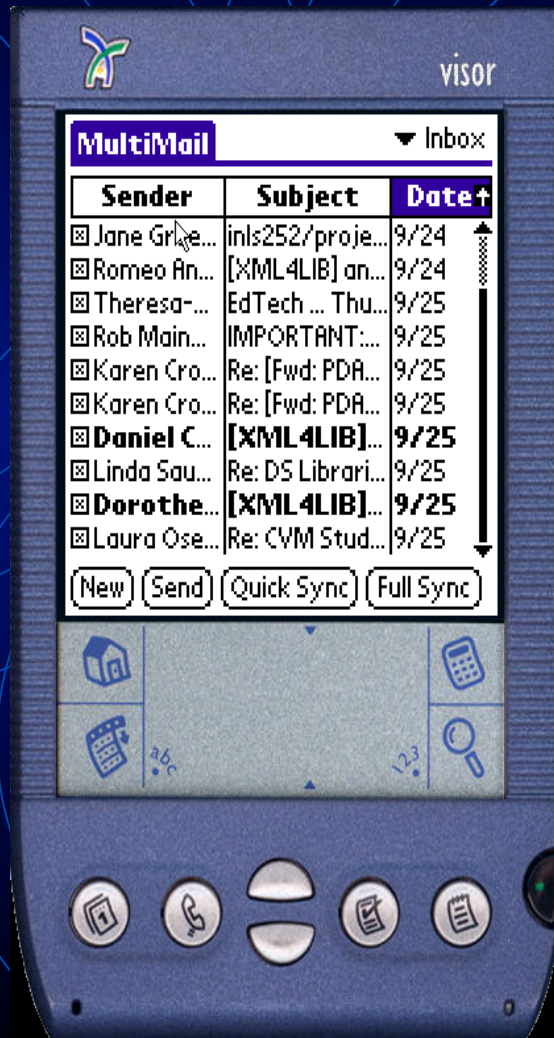 visor
MultiMail Inbox
Sender Subject Date
Jane Gree... inls252/proje... 9/24
Romeo An... [XML4LIB] an... 9/24
Theresa-... EdTech ... Thu... 9/25
Rob Main... IMPORTANT:... 9/25
Karen Cro... Re: [Fwd: PDA... 9/25
Karen Cro... Re: [Fwd: PDA... 9/25
Daniel C... [XML4LIB]... 9/25
Linda Sau... Re: DS Librari... 9/25
Dorothe... [XML4LIB]... 9/25
Laura Ose... Re: CVM Stud... 9/25
New Send Quick Sync Full Sync
abc 123
1